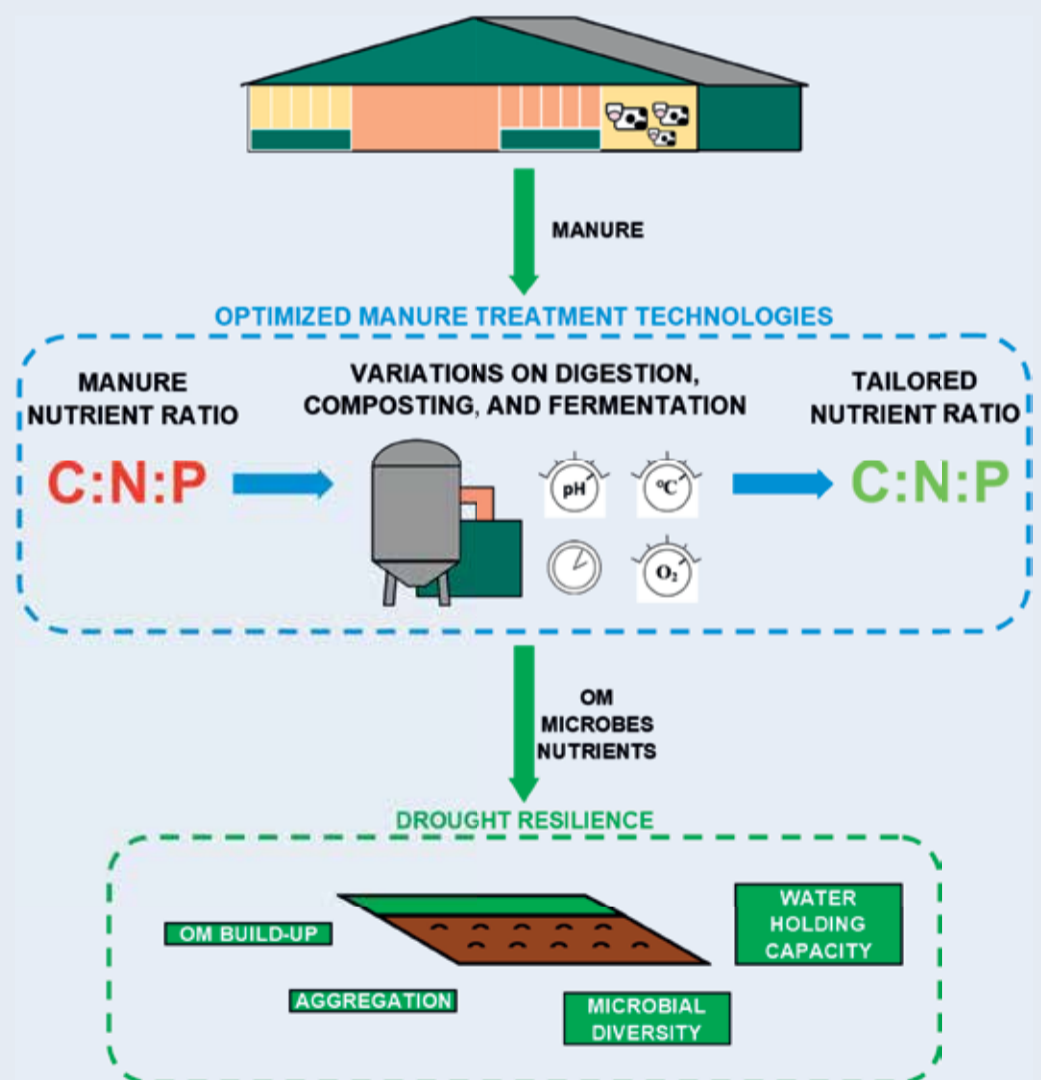 MANURE
OPTIMIZED MANURE TREATMENT TECHNOLOGIES
MANURE
NUTRIENT RATIO
C:N:P
VARIATIONS ON DIGESTION,
COMPOSTING, AND FERMENTATION
pH
°C
O₂
TAILORED
NUTRIENT RATIO
C:N:P
OM
MICROBES
NUTRIENTS
DROUGHT RESILIENCE
OM BUILD-UP
AGGREGATION
MICROBIAL
DIVERSITY
WATER
HOLDING
CAPACITY